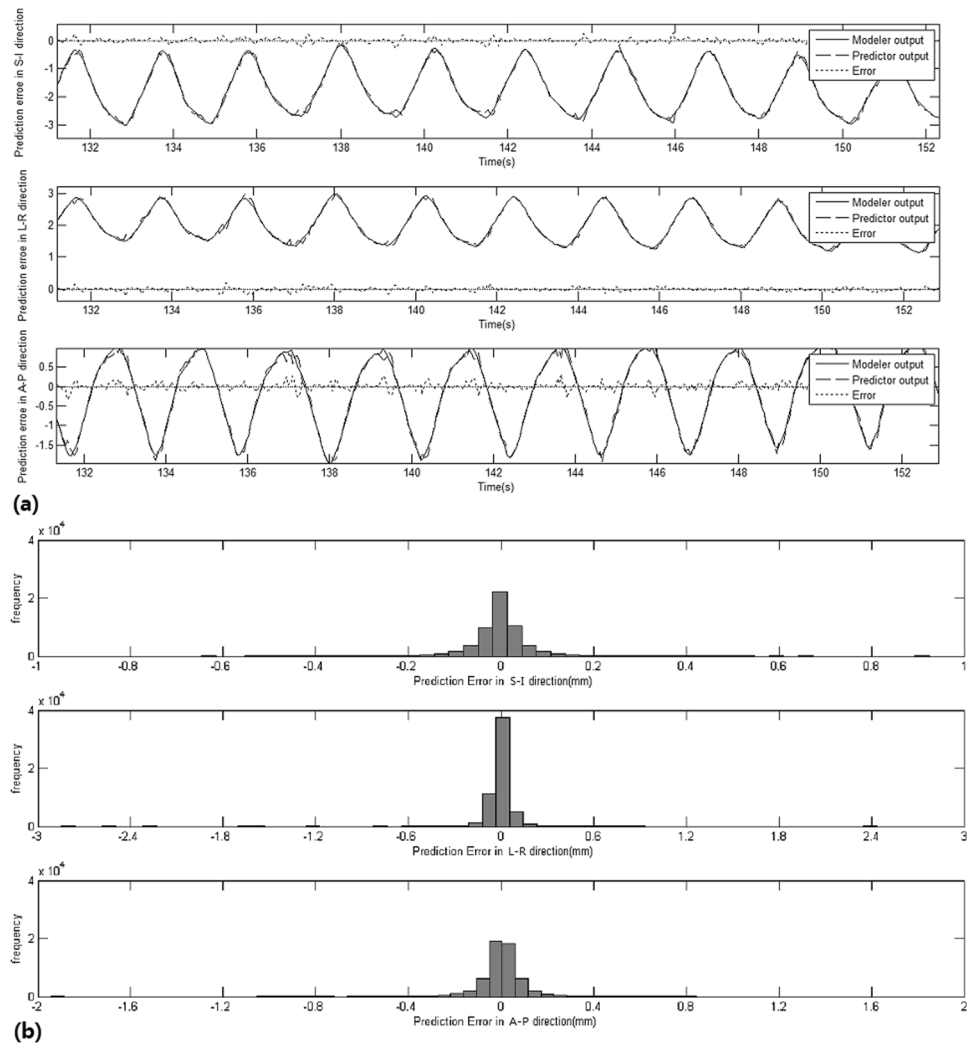 Prediction erroe in S-I direction
0
-1
-2
-3
Modeler output
Predictor output
Error
132 134 136 138 140 142 144 146 148 150 152
Time(s)
Prediction erroe in L-R direction
3
2
1
0
Modeler output
Predictor output
Error
132 134 136 138 140 142 144 146 148 150 152
Time(s)
Prediction erroe in A-P direction
0.5
0
-0.5
-1
-1.5
Modeler output
Predictor output
Error
132 134 136 138 140 142 144 146 148 150 152
Time(s)
(a)
x 10^4
frequency
4
2
0
-1 -0.8 -0.6 -0.4 -0.2 0 0.2 0.4 0.6 0.8 1
Prediction Error in S-I direction(mm)
x 10^4
frequency
4
2
0
-3 -2.4 -1.8 -1.2 -0.6 0 0.6 1.2 1.8 2.4 3
Prediction Error in L-R direction(mm)
x 10^4
frequency
4
2
0
-2 -1.6 -1.2 -0.8 -0.4 0 0.4 0.8 1.2 1.6 2
Prediction Error in A-P direction(mm)
(b)